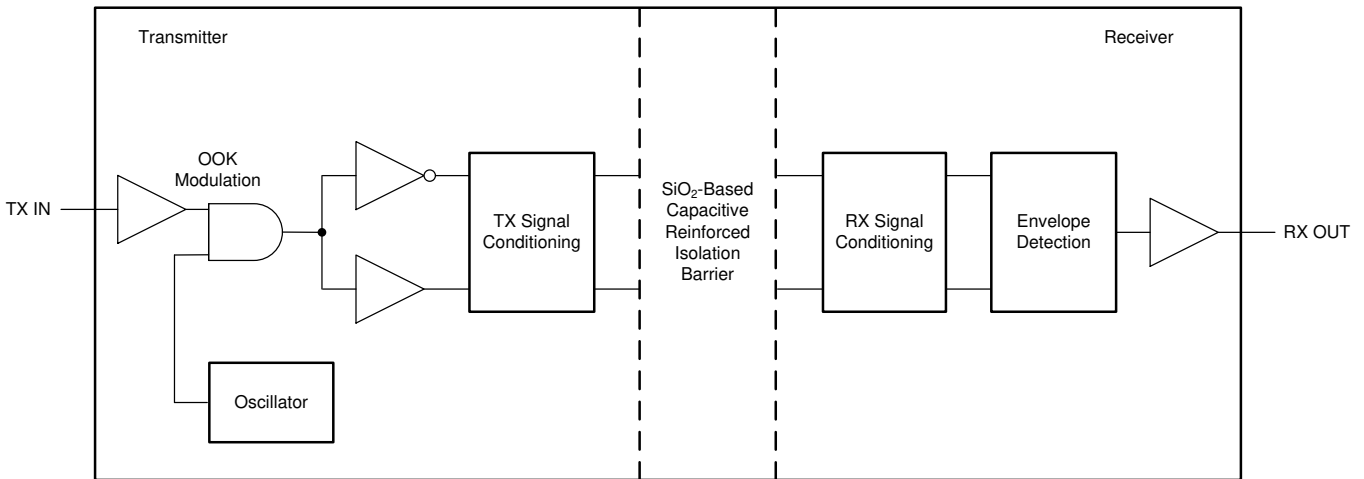 Transmitter
Receiver
OOK
Modulation
TX IN
TX Signal
Conditioning
SiO₂-Based
Capacitive
Reinforced
Isolation
Barrier
RX Signal
Conditioning
Envelope
Detection
RX OUT
Oscillator